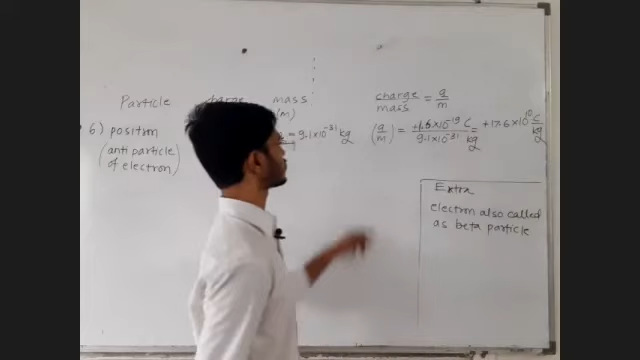 Particle charge mass
(m)
charge/mass = q/m
6) positron = 9.1×10⁻³¹ kg
(anti particle
of electron)
(q/m) = +1.6×10⁻¹⁹ C / 9.1×10⁻³¹ kg = +17.6×10¹⁰ C/kg
Extra
electron also called
as beta particle